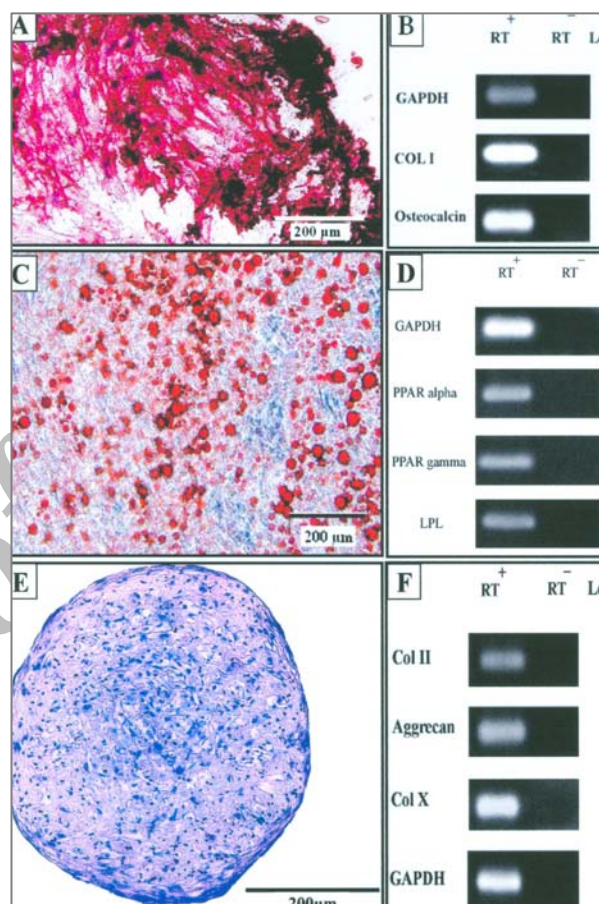 A
200 µm
B
RT + RT −
GAPDH
COL I
Osteocalcin
C
200 µm
D
RT + RT −
GAPDH
PPAR alpha
PPAR gamma
LPL
E
200µm
F
RT + RT −
Col II
Aggrecan
Col X
GAPDH